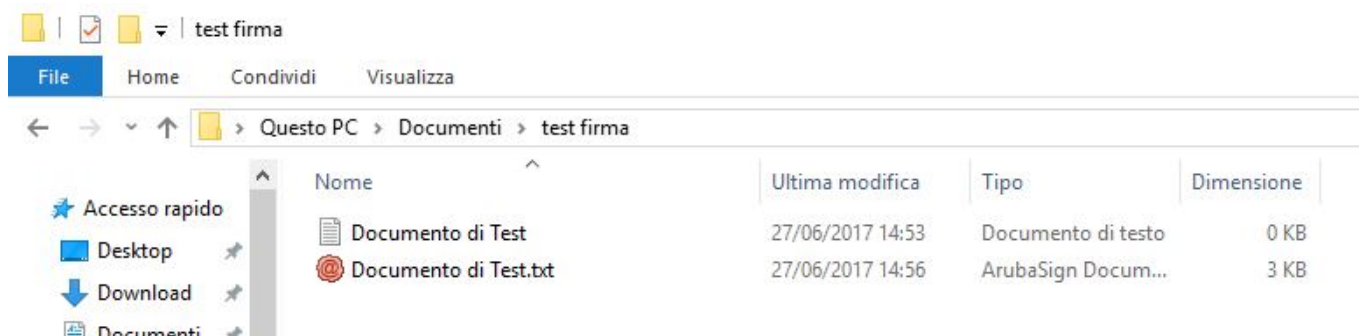 test firma
File Home Condividi Visualizza
Questo PC > Documenti > test firma
Nome Ultima modifica Tipo Dimensione
Accesso rapido
Desktop
Download
Documenti
Documento di Test 27/06/2017 14:53 Documento di testo 0 KB
Documento di Test.txt 27/06/2017 14:56 ArubaSign Docum... 3 KB